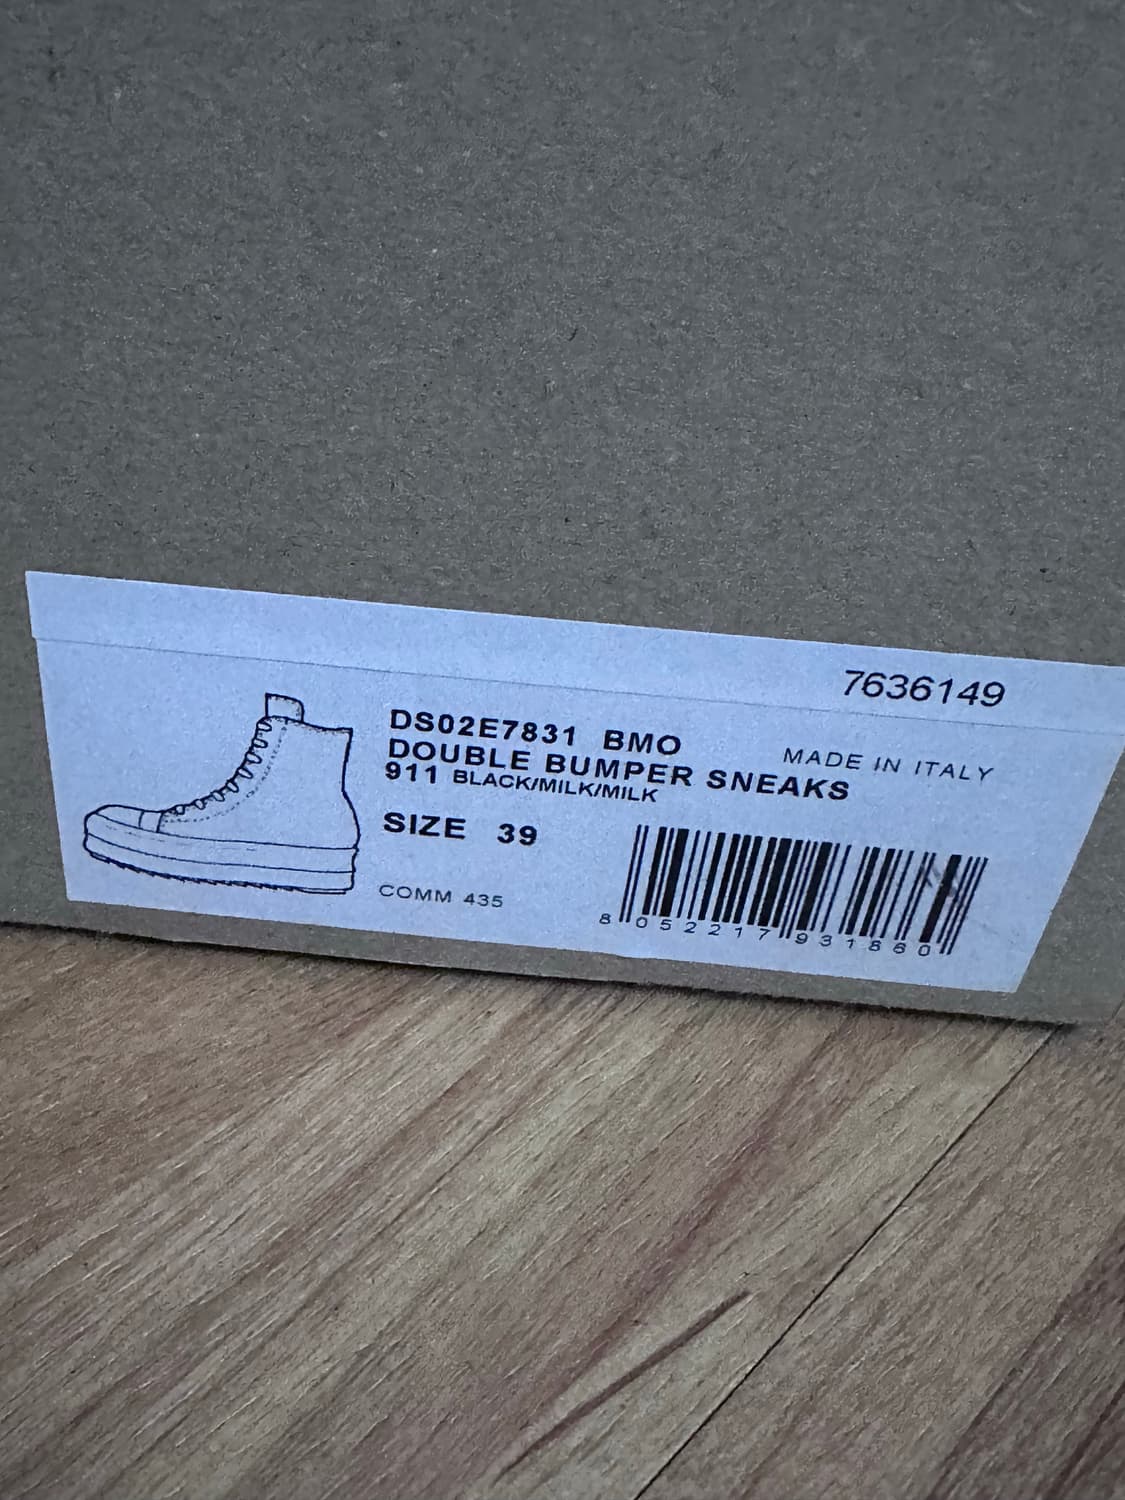 7636149
DS02E7831 BMO
MADE IN ITALY
DOUBLE BUMPER SNEAKS
911 BLACK/MILK/MILK
SIZE 39
COMM 435
8 052217 931860